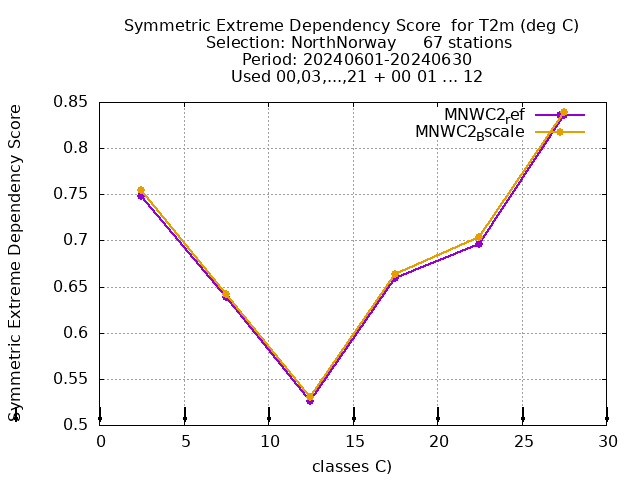 Symmetric Extreme Dependency Score  for T2m (deg C)
Selection: NorthNorway     67 stations
Period: 20240601-20240630
Used 00,03,...,21 + 00 01 ... 12
Symmetric Extreme Dependency Score
0.85
0.8
0.75
0.7
0.65
0.6
0.55
0.5
MNWC2ref
MNWC2Bscale
0 5 10 15 20 25 30
classes C)